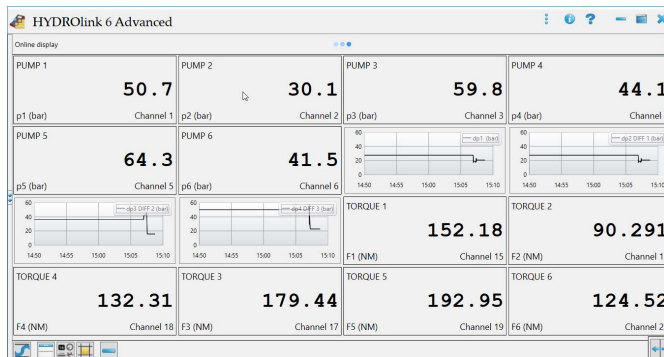 HYDROlink 6 Advanced
Online display
PUMP 1
50.7
p1 (bar) Channel 1
PUMP 2
30.1
p2 (bar) Channel 2
PUMP 3
59.8
p3 (bar) Channel 3
PUMP 4
44.1
p4 (bar) Channel
PUMP 5
64.3
p5 (bar) Channel 5
PUMP 6
41.5
p6 (bar) Channel 6
dp1 (bar)
60
40
20
0
14:50 14:55 15:00 15:05 15:10
dp2 DIFF 1 (bar)
60
40
20
0
14:50 14:55 15:00 15:05 15:10
dp3 DIFF 2 (bar)
60
40
20
0
14:50 14:55 15:00 15:05 15:10
dp4 DIFF 3 (bar)
60
40
20
0
14:50 14:55 15:00 15:05 15:10
TORQUE 1
152.18
F1 (NM) Channel 15
TORQUE 2
90.291
F2 (NM) Channel 1
TORQUE 4
132.31
F4 (NM) Channel 18
TORQUE 3
179.44
F3 (NM) Channel 17
TORQUE 5
192.95
F5 (NM) Channel 19
TORQUE 6
124.52
F6 (NM) Channel 2